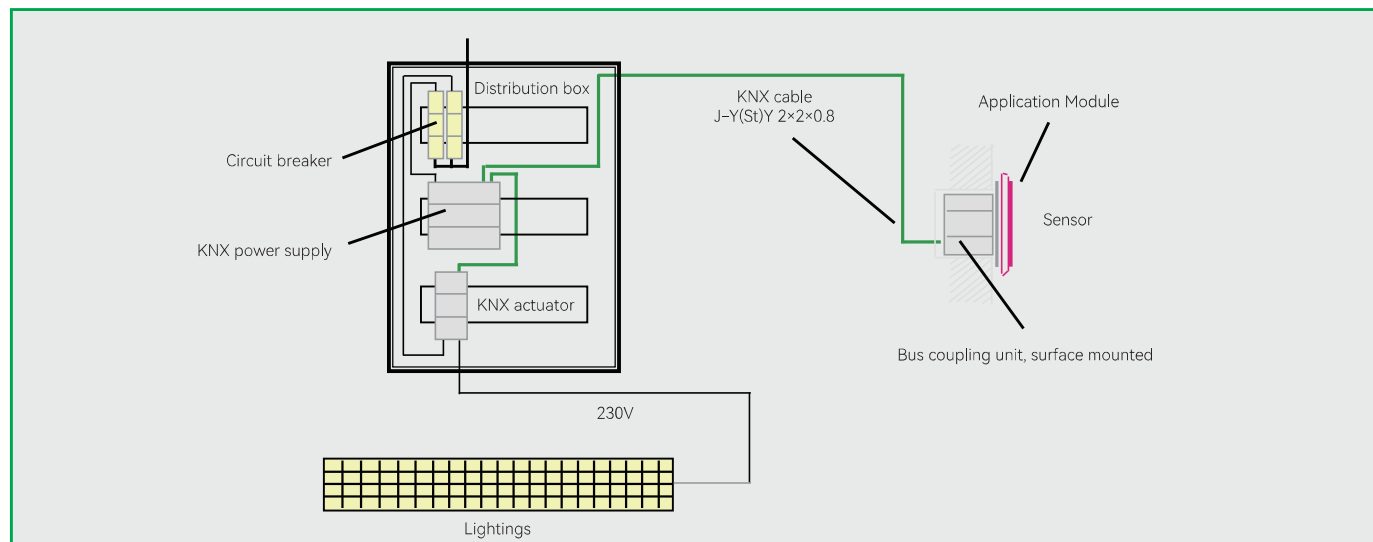 Distribution box
KNX cable
J-Y(St)Y 2×2×0.8
Application Module
Circuit breaker
Sensor
KNX power supply
KNX actuator
Bus coupling unit, surface mounted
230V
Lightings